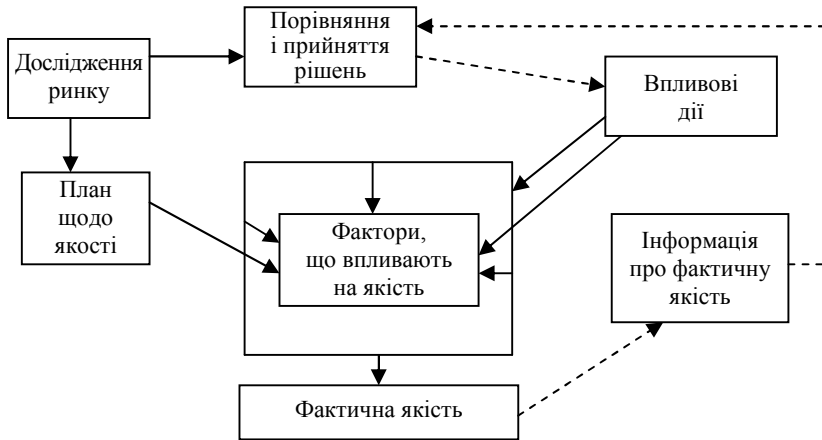 Порівняння
і прийняття
рішень
Дослідження
ринку
Впливові
дії
План
щодо
якості
Фактори,
що впливають
на якість
Інформація
про фактичну
якість
Фактична якість